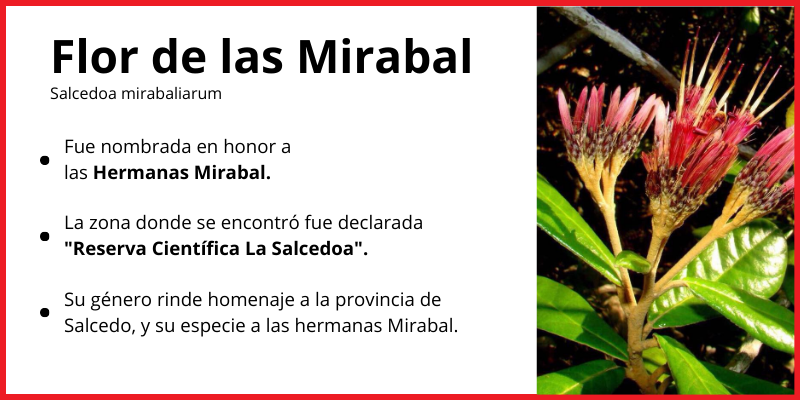 Flor de las Mirabal
Salcedoa mirabaliarum
Fue nombrada en honor a
las Hermanas Mirabal.
La zona donde se encontró fue declarada
"Reserva Científica La Salcedoa".
Su género rinde homenaje a la provincia de
Salcedo, y su especie a las hermanas Mirabal.